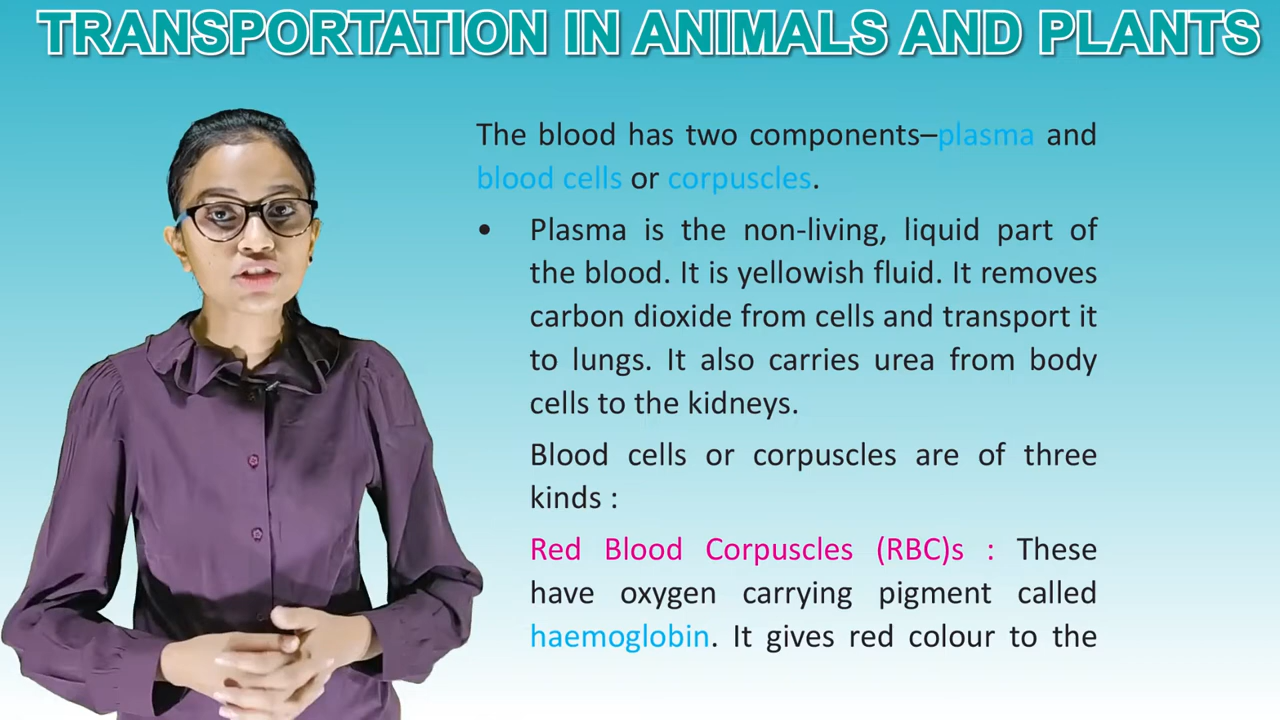 TRANSPORTATION IN ANIMALS AND PLANTS
The blood has two components–plasma and
blood cells or corpuscles.
• Plasma is the non-living, liquid part of
the blood. It is yellowish fluid. It removes
carbon dioxide from cells and transport it
to lungs. It also carries urea from body
cells to the kidneys.
Blood cells or corpuscles are of three
kinds :
Red Blood Corpuscles (RBC)s : These
have oxygen carrying pigment called
haemoglobin. It gives red colour to the